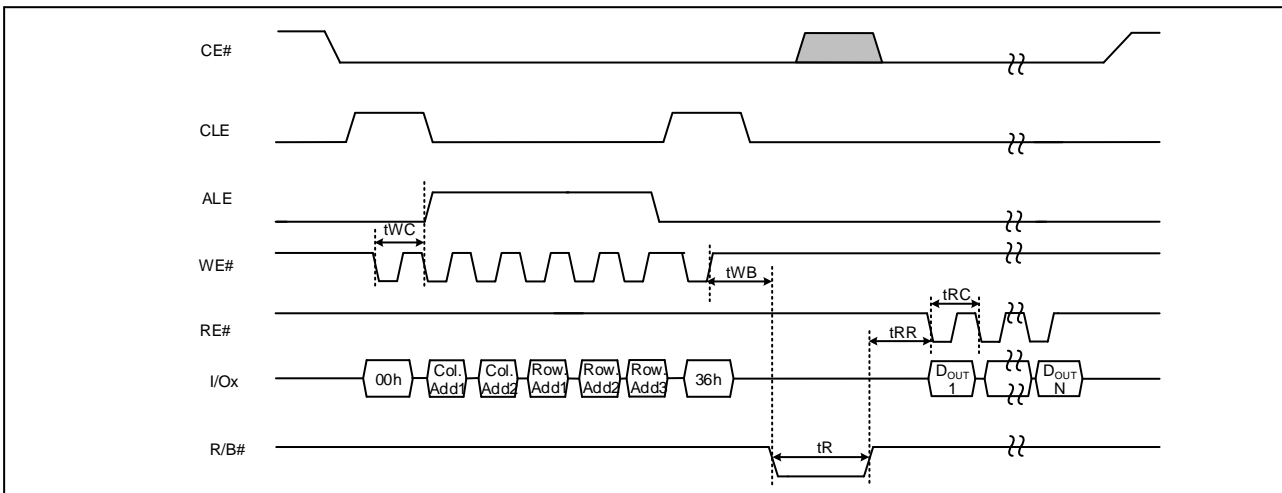 CE#
CLE
ALE
tWC
WE#
tWB
tRC
RE#
tRR
I/Ox
00h
Col.
Add1
Col.
Add2
Row.
Add1
Row.
Add2
Row.
Add3
36h
DOUT
1
DOUT
N
R/B#
tR